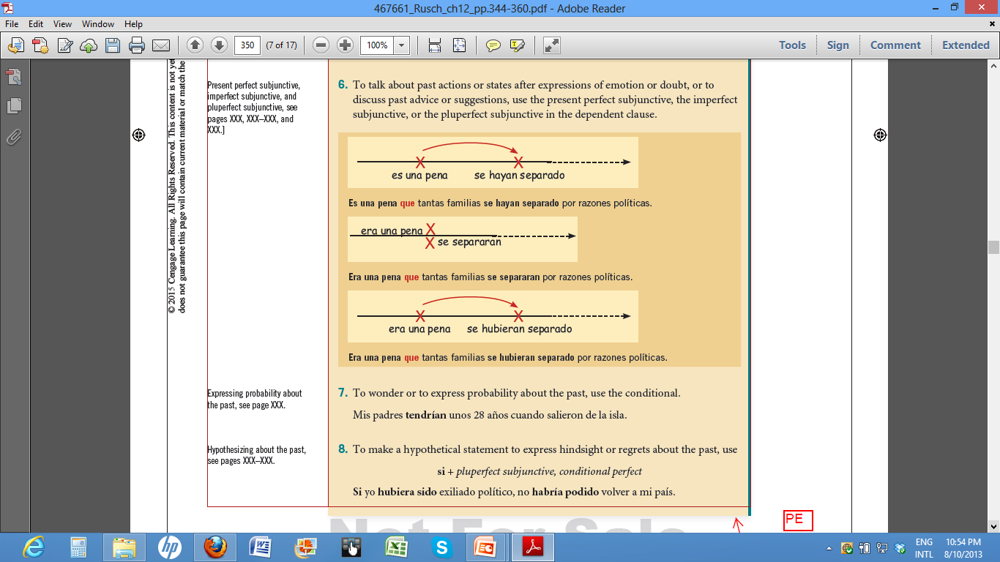 467661_Rusch_ch12_pp.344-360.pdf - Adobe Reader
File Edit View Window Help
350 (7 of 17) 100% Tools Sign Comment Extended
© 2015 Cengage Learning. All Rights Reserved. This content is not ye
does not guarantee this page will contain current material or match the
Present perfect subjunctive,
imperfect subjunctive, and
pluperfect subjunctive, see
pages XXX, XXX–XXX, and
XXX.]
6. To talk about past actions or states after expressions of emotion or doubt, or to
discuss past advice or suggestions, use the present perfect subjunctive, the imperfect
subjunctive, or the pluperfect subjunctive in the dependent clause.
X X
es una pena se hayan separado
Es una pena que tantas familias se hayan separado por razones políticas.
era una pena X
X se separaran
Era una pena que tantas familias se separaran por razones políticas.
X X
era una pena se hubieran separado
Era una pena que tantas familias se hubieran separado por razones políticas.
Expressing probability about
the past, see page XXX.
7. To wonder or to express probability about the past, use the conditional.
Mis padres tendrían unos 28 años cuando salieron de la isla.
Hypothesizing about the past,
see pages XXX–XXX.
8. To make a hypothetical statement to express hindsight or regrets about the past, use
si + pluperfect subjunctive, conditional perfect
Si yo hubiera sido exiliado político, no habría podido volver a mi país.
PE
Not For Sale
ENG 10:54 PM
INTL 8/10/2013